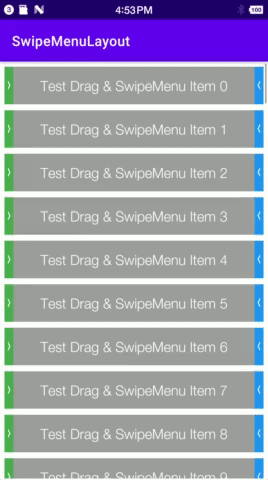 3 N 4:53PM 100
SwipeMenuLayout
Test Drag & SwipeMenu Item 0
Test Drag & SwipeMenu Item 1
Test Drag & SwipeMenu Item 2
Test Drag & SwipeMenu Item 3
Test Drag & SwipeMenu Item 4
Test Drag & SwipeMenu Item 5
Test Drag & SwipeMenu Item 6
Test Drag & SwipeMenu Item 7
Test Drag & SwipeMenu Item 8
Test Drag & SwipeMenu Item 9